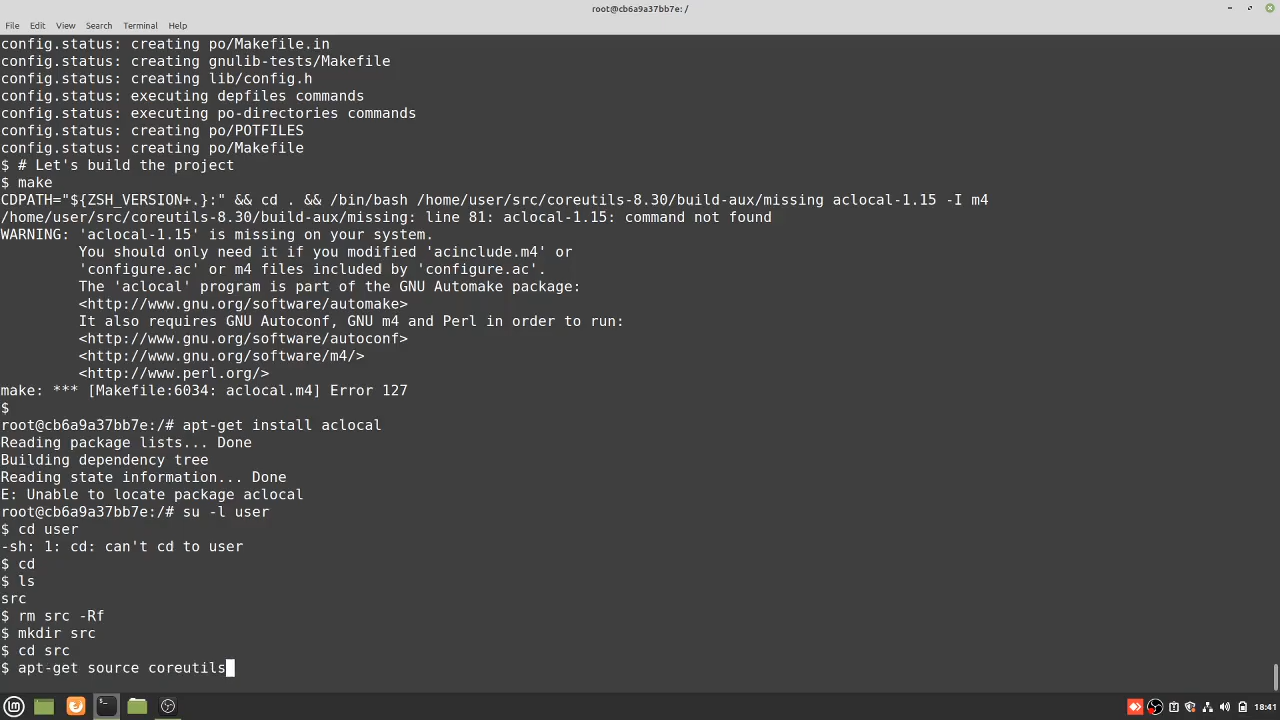 root@cb6a9a37bb7e: /
File Edit View Search Terminal Help
config.status: creating po/Makefile.in
config.status: creating gnulib-tests/Makefile
config.status: creating lib/config.h
config.status: executing depfiles commands
config.status: executing po-directories commands
config.status: creating po/POTFILES
config.status: creating po/Makefile
$ # Let's build the project
$ make
CDPATH="${ZSH_VERSION+.}:" && cd . && /bin/bash /home/user/src/coreutils-8.30/build-aux/missing aclocal-1.15 -I m4
/home/user/src/coreutils-8.30/build-aux/missing: line 81: aclocal-1.15: command not found
WARNING: 'aclocal-1.15' is missing on your system.
You should only need it if you modified 'acinclude.m4' or
'configure.ac' or m4 files included by 'configure.ac'.
The 'aclocal' program is part of the GNU Automake package:
<http://www.gnu.org/software/automake>
It also requires GNU Autoconf, GNU m4 and Perl in order to run:
<http://www.gnu.org/software/autoconf>
<http://www.gnu.org/software/m4/>
<http://www.perl.org/>
make: *** [Makefile:6034: aclocal.m4] Error 127
$
root@cb6a9a37bb7e:/# apt-get install aclocal
Reading package lists... Done
Building dependency tree
Reading state information... Done
E: Unable to locate package aclocal
root@cb6a9a37bb7e:/# su -l user
$ cd user
-sh: 1: cd: can't cd to user
$ cd
$ ls
src
$ rm src -Rf
$ mkdir src
$ cd src
$ apt-get source coreutils
18:41